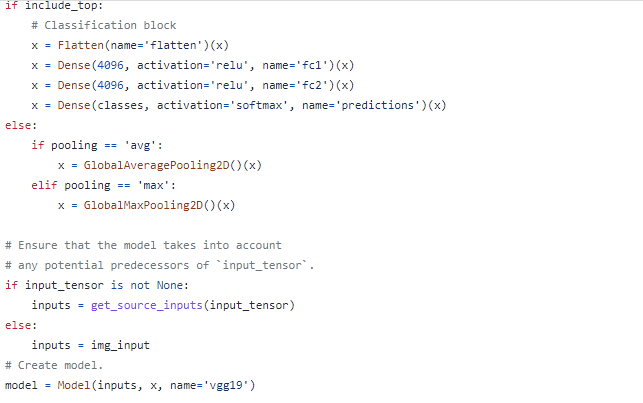 if include_top:
    # Classification block
    x = Flatten(name='flatten')(x)
    x = Dense(4096, activation='relu', name='fc1')(x)
    x = Dense(4096, activation='relu', name='fc2')(x)
    x = Dense(classes, activation='softmax', name='predictions')(x)
else:
    if pooling == 'avg':
        x = GlobalAveragePooling2D()(x)
    elif pooling == 'max':
        x = GlobalMaxPooling2D()(x)

# Ensure that the model takes into account
# any potential predecessors of `input_tensor`.
if input_tensor is not None:
    inputs = get_source_inputs(input_tensor)
else:
    inputs = img_input
# Create model.
model = Model(inputs, x, name='vgg19')